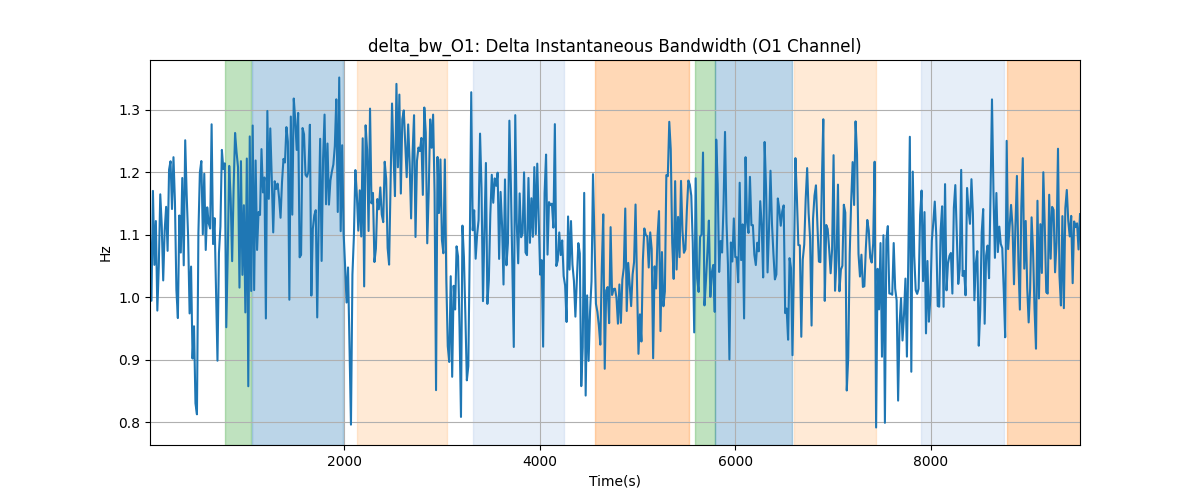 delta_bw_O1: Delta Instantaneous Bandwidth (O1 Channel)
1.3
1.2
1.1
1.0
0.9
0.8
Hz
2000 4000 6000 8000
Time(s)